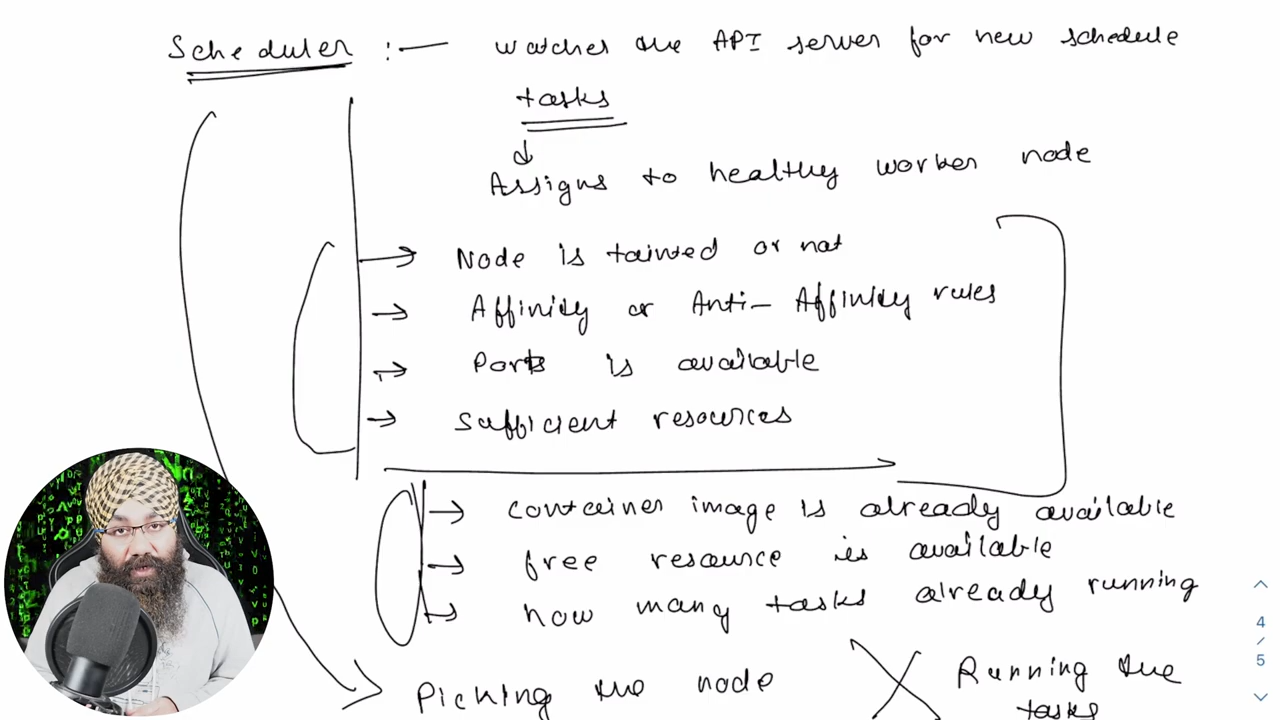 Scheduler :— watches the API server for new schedule
tasks
Assigns to healthy worker node
→ Node is tainted or not
→ Affinity or Anti-Affinity rules
→ Ports is available
→ Sufficient resources
→ container image is already available
→ free resource is available
→ how many tasks already running
Picking the node
Running the
tasks
4
/
5